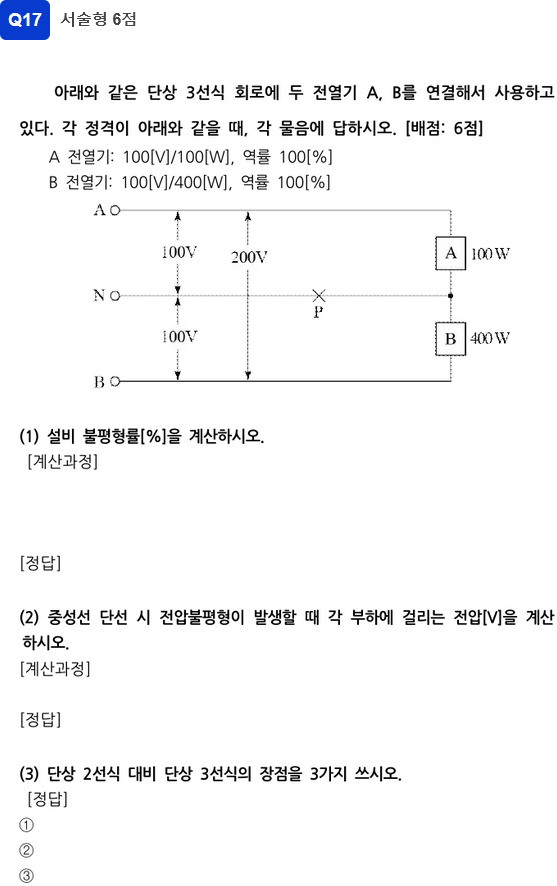 Q17 서술형 6점
아래와 같은 단상 3선식 회로에 두 전열기 A, B를 연결해서 사용하고
있다. 각 정격이 아래와 같을 때, 각 물음에 답하시오. [배점: 6점]
A 전열기: 100[V]/100[W], 역률 100[%]
B 전열기: 100[V]/400[W], 역률 100[%]
A
100V
200V
A 100W
N
P
100V
B 400W
B
(1) 설비 불평형률[%]을 계산하시오.
[계산과정]
[정답]
(2) 중성선 단선 시 전압불평형이 발생할 때 각 부하에 걸리는 전압[V]을 계산
하시오.
[계산과정]
[정답]
(3) 단상 2선식 대비 단상 3선식의 장점을 3가지 쓰시오.
[정답]
①
②
③